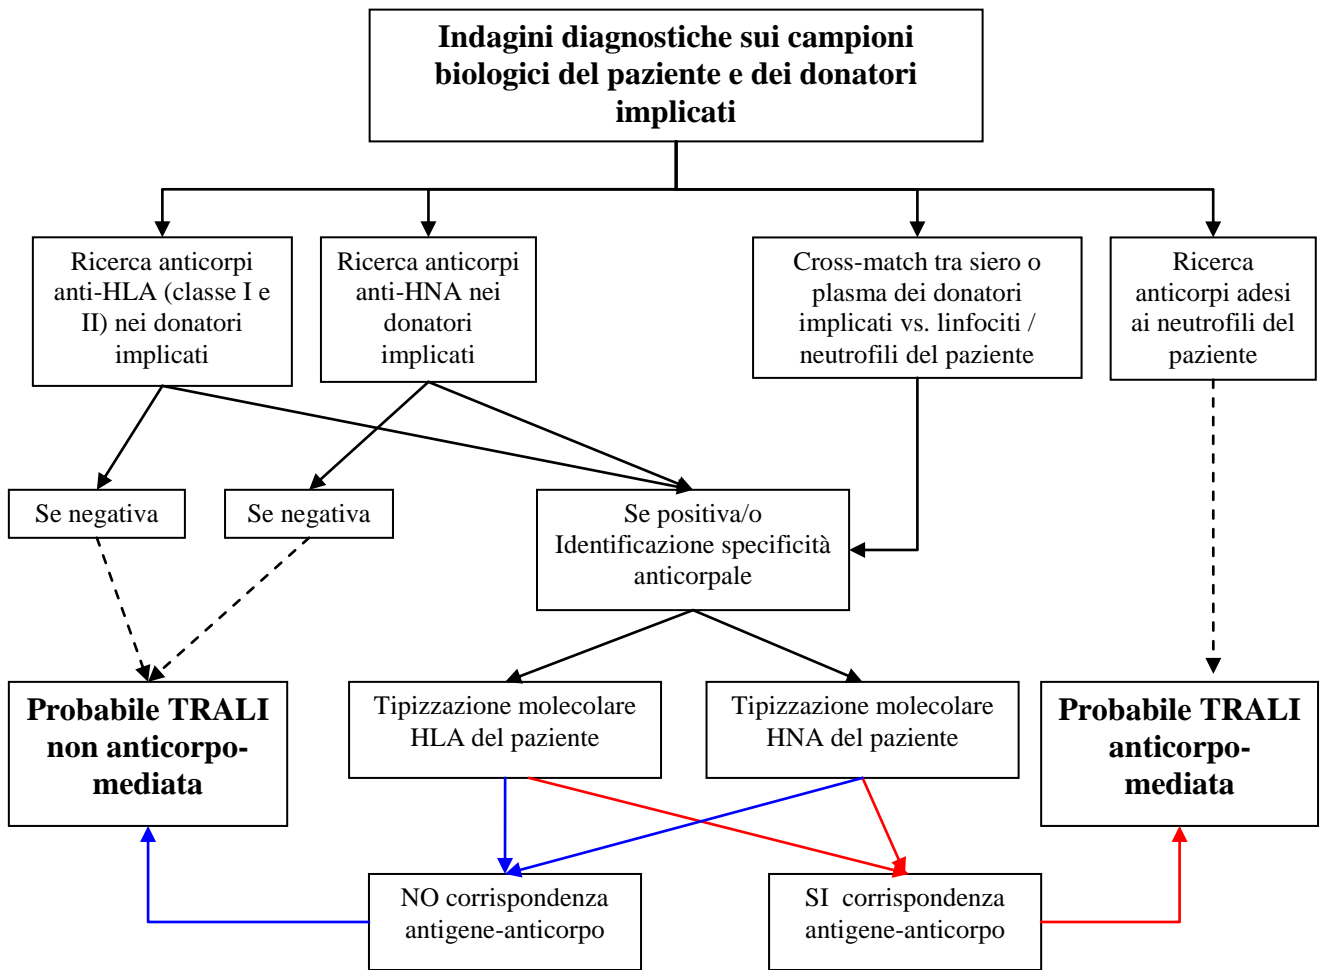 Indagini diagnostiche sui campioni
biologici del paziente e dei donatori
implicati
Ricerca anticorpi
anti-HLA (classe I e
II) nei donatori
implicati
Ricerca anticorpi
anti-HNA nei
donatori
implicati
Cross-match tra siero o
plasma dei donatori
implicati vs. linfociti /
neutrofili del paziente
Ricerca
anticorpi adesi
ai neutrofili del
paziente
Se negativa
Se negativa
Se positiva/o
Identificazione specificità
anticorpale
Probabile TRALI
non anticorpo-
mediata
Tipizzazione molecolare
HLA del paziente
Tipizzazione molecolare
HNA del paziente
Probabile TRALI
anticorpo-
mediata
NO corrispondenza
antigene-anticorpo
SI corrispondenza
antigene-anticorpo